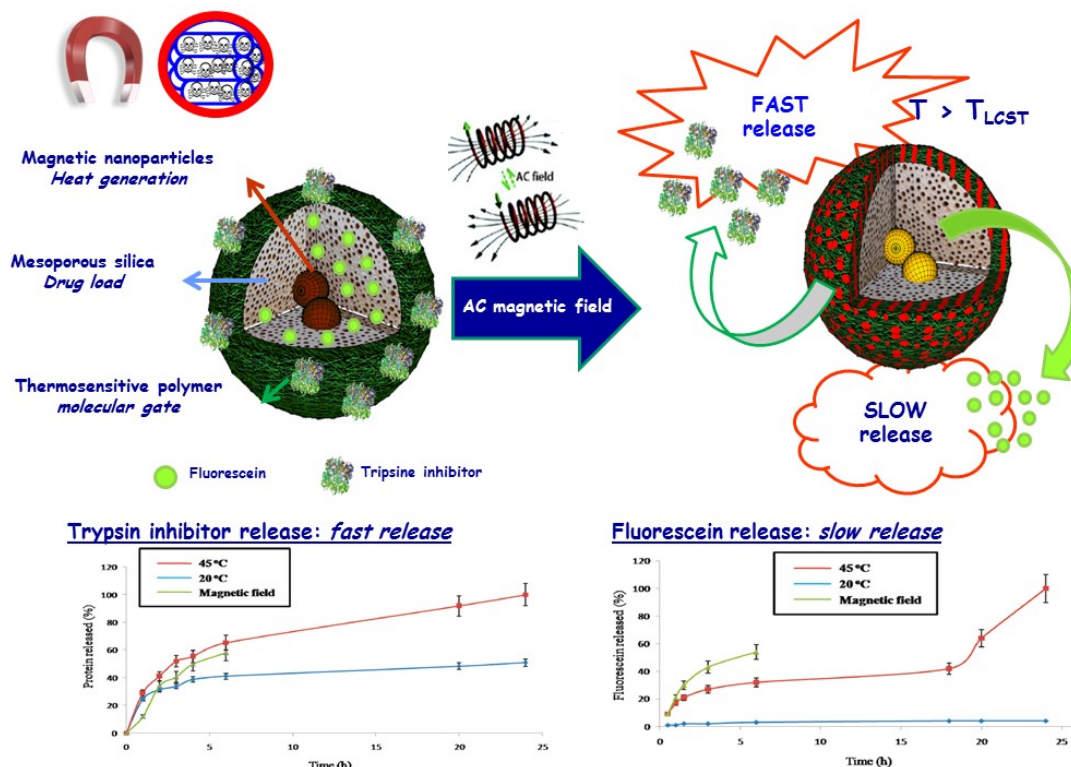 FAST
release
T > TLCST
Magnetic nanoparticles
Heat generation
AC field
Mesoporous silica
Drug load
AC magnetic field
Thermosensitive polymer
molecular gate
SLOW
release
Fluorescein
Tripsine inhibitor
Trypsin inhibitor release: fast release
45 ºC
20 ºC
Magnetic field
Protein released (%)
120
100
80
60
40
20
0
0 5 10 15 20 25
Time (h)
Fluorescein release: slow release
45 ºC
20 ºC
Magnetic field
Fluorescein released (%)
120
100
80
60
40
20
0
0 5 10 15 20 25
Time (h)